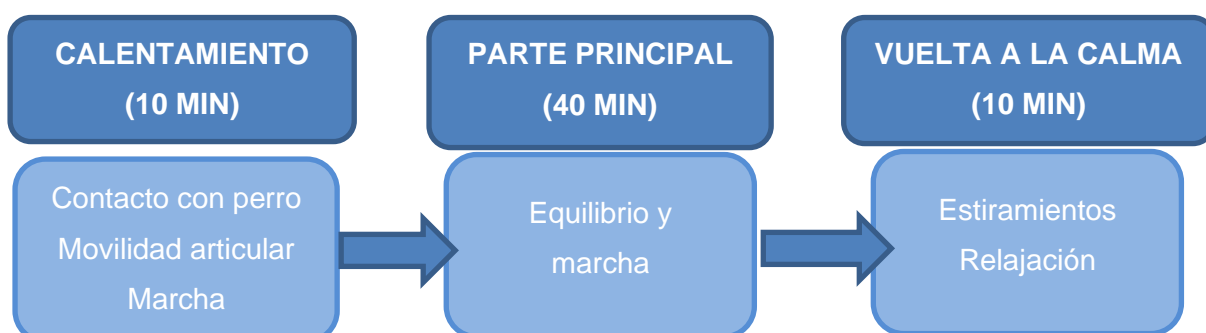 CALENTAMIENTO
(10 MIN)
Contacto con perro
Movilidad articular
Marcha
PARTE PRINCIPAL
(40 MIN)
Equilibrio y
marcha
VUELTA A LA CALMA
(10 MIN)
Estiramientos
Relajación